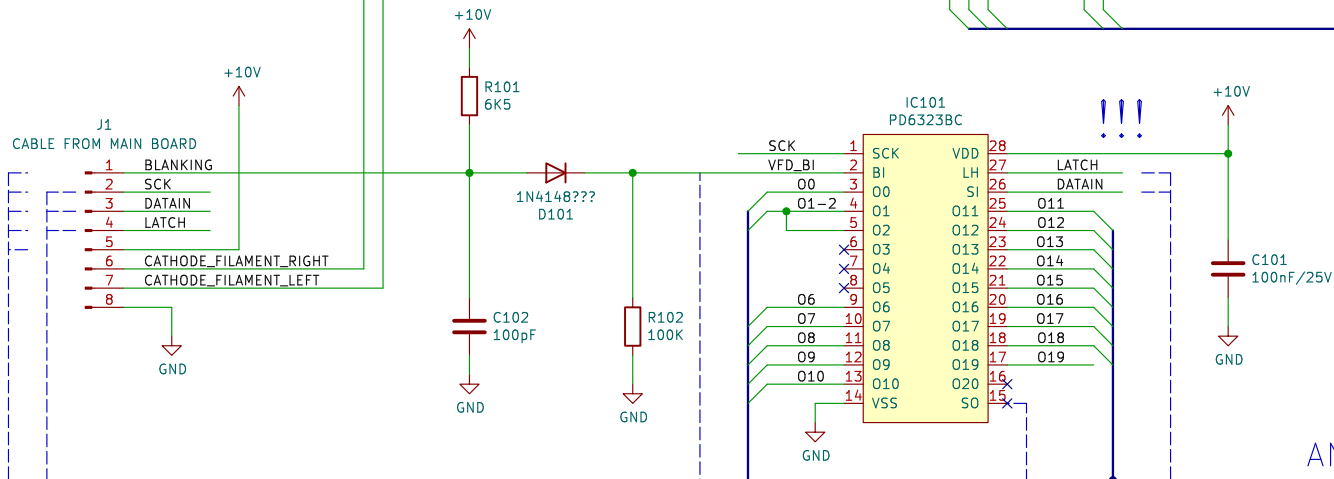 +10V
R101
6K5
+10V
J1
CABLE FROM MAIN BOARD
1 BLANKING
2 SCK
3 DATAIN
4 LATCH
5
6 CATHODE_FILAMENT_RIGHT
7 CATHODE_FILAMENT_LEFT
8
GND
1N4148???
D101
C102
100pF
GND
R102
100K
GND
IC101
PD6323BC
!!!
+10V
SCK 1 SCK VDD 28
VFD_BI 2 BI LH 27 LATCH
O0 3 O0 SI 26 DATAIN
O1-2 4 O1 O11 25 O11
5 O2 O12 24 O12
6 O3 O13 23 O13
7 O4 O14 22 O14
8 O5 O15 21 O15
O6 9 O6 O16 20 O16
O7 10 O7 O17 19 O17
O8 11 O8 O18 18 O18
O9 12 O9 O19 17 O19
O10 13 O10 O20 16
14 VSS SO 15
GND
C101
100nF/25V
GND